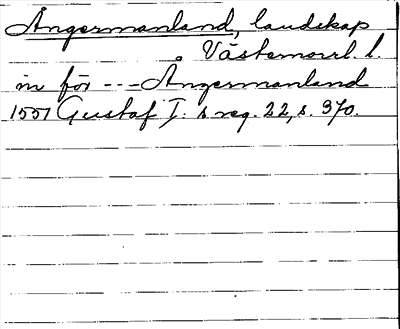 Ångermanland, landskap
Västernorrl. l.
in för --- Ångermanland
1557 Gustaf I:s reg. 22, s. 370.